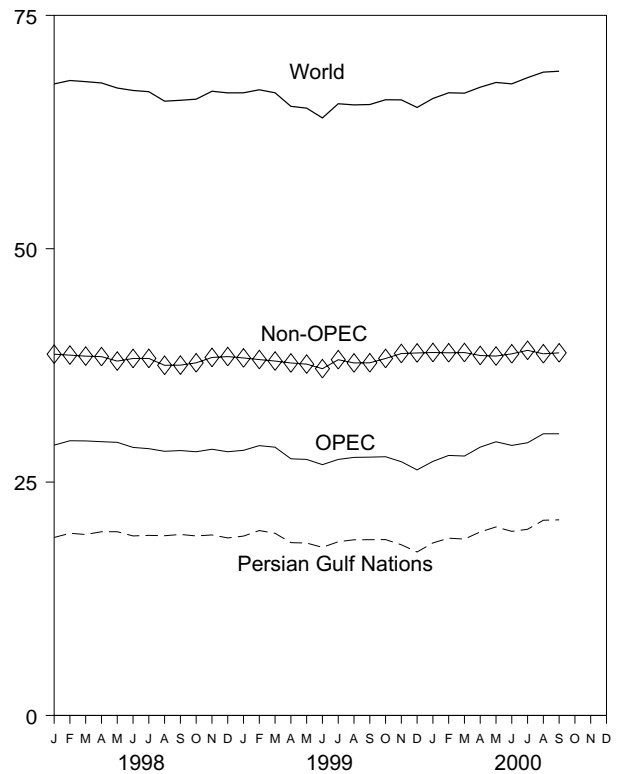 75
World
50
Non-OPEC
OPEC
25
Persian Gulf Nations
0
J F M A M J J A S O N D J F M A M J J A S O N D J F M A M J J A S O N D
1998 1999 2000